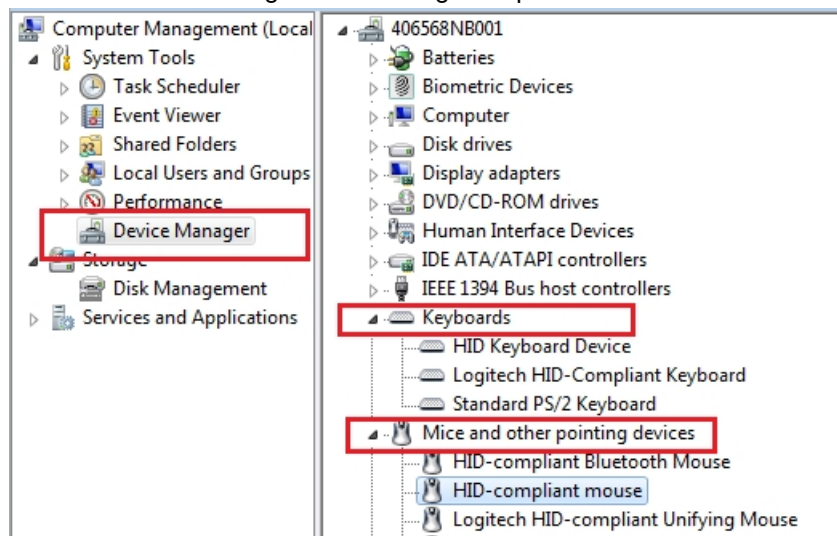 Computer Management (Local
System Tools
Task Scheduler
Event Viewer
Shared Folders
Local Users and Groups
Performance
Device Manager
Storage
Disk Management
Services and Applications
406568NB001
Batteries
Biometric Devices
Computer
Disk drives
Display adapters
DVD/CD-ROM drives
Human Interface Devices
IDE ATA/ATAPI controllers
IEEE 1394 Bus host controllers
Keyboards
HID Keyboard Device
Logitech HID-Compliant Keyboard
Standard PS/2 Keyboard
Mice and other pointing devices
HID-compliant Bluetooth Mouse
HID-compliant mouse
Logitech HID-compliant Unifying Mouse